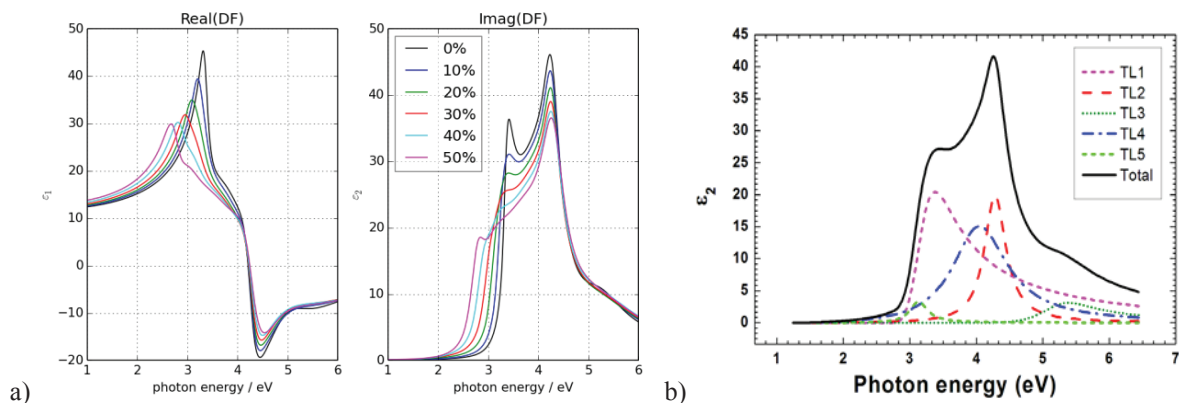 Real(DF)
50
40
30
20
10
0
−10
−20
ε₁
1 2 3 4 5 6
photon energy / eV
a)
Imag(DF)
50
40
30
20
10
0
ε₂
0%
10%
20%
30%
40%
50%
1 2 3 4 5 6
photon energy / eV
b)
45
40
35
30
25
20
15
10
5
0
ε₂
TL1
TL2
TL3
TL4
TL5
Total
1 2 3 4 5 6 7
Photon energy (eV)